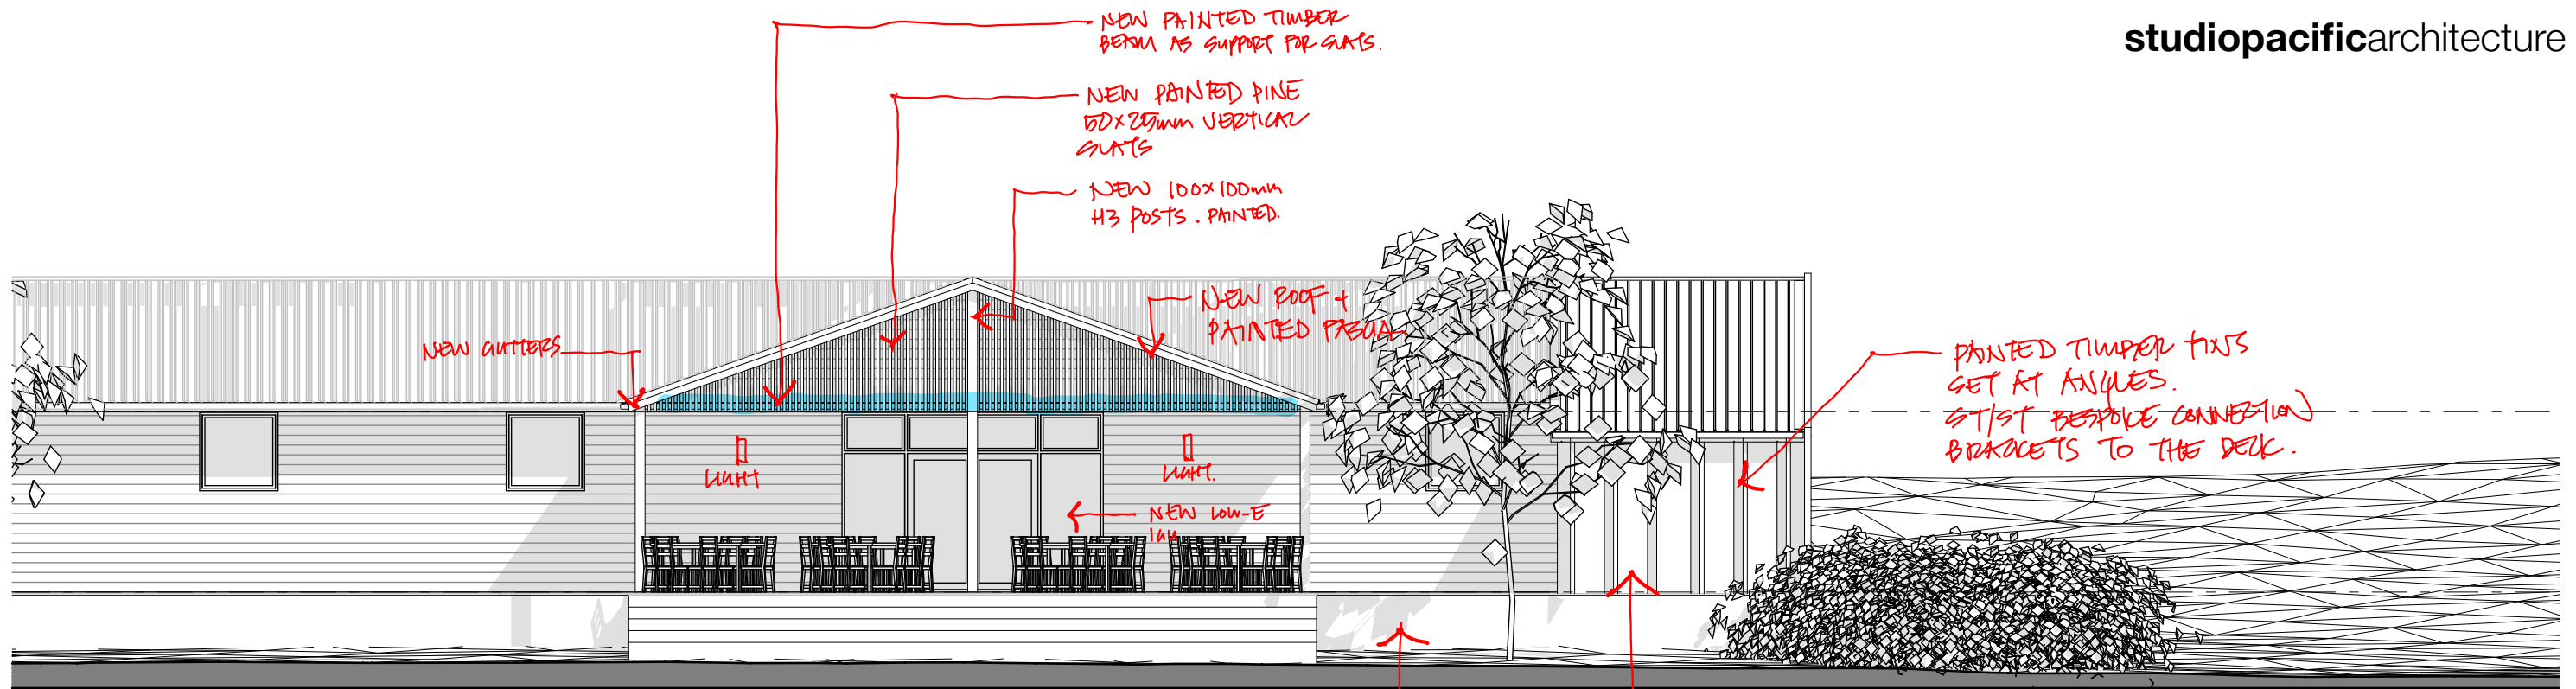 studiopacificarchitecture
NEW PAINTED TIMBER
BEAM AS SUPPORT FOR SLATS.
NEW PAINTED PINE
50x25mm VERTICAL
SLATS
NEW 100x100mm
H3 POSTS. PAINTED.
NEW ROOF +
PAINTED FASCIA
NEW GUTTERS
PAINTED TIMBER FINS
SET AT ANGLES.
ST/ST BESPOKE CONNECTION
BRACKETS TO THE DECK.
LIGHT
LIGHT.
NEW LOW-E